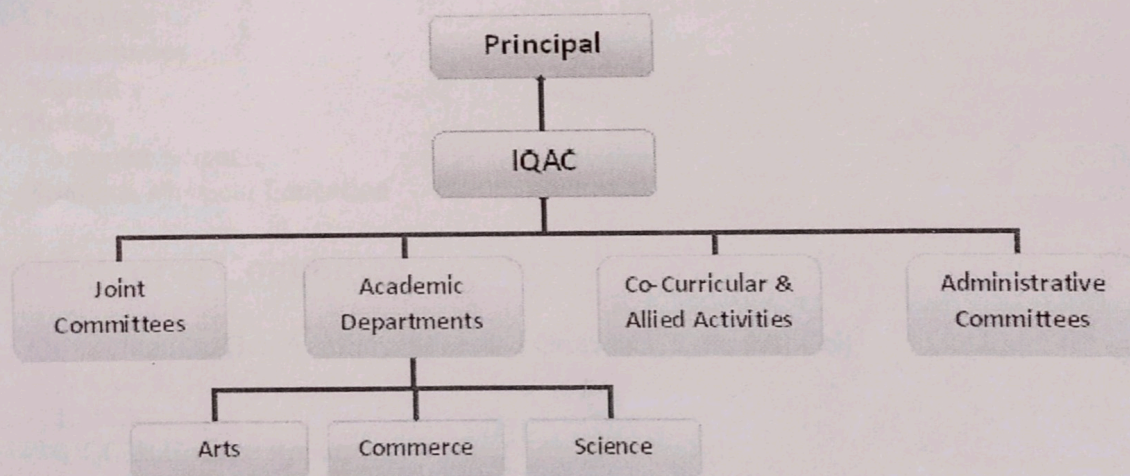 Principal
IQAC
Joint
Committees
Academic
Departments
Co-Curricular &
Allied Activities
Administrative
Committees
Arts
Commerce
Science